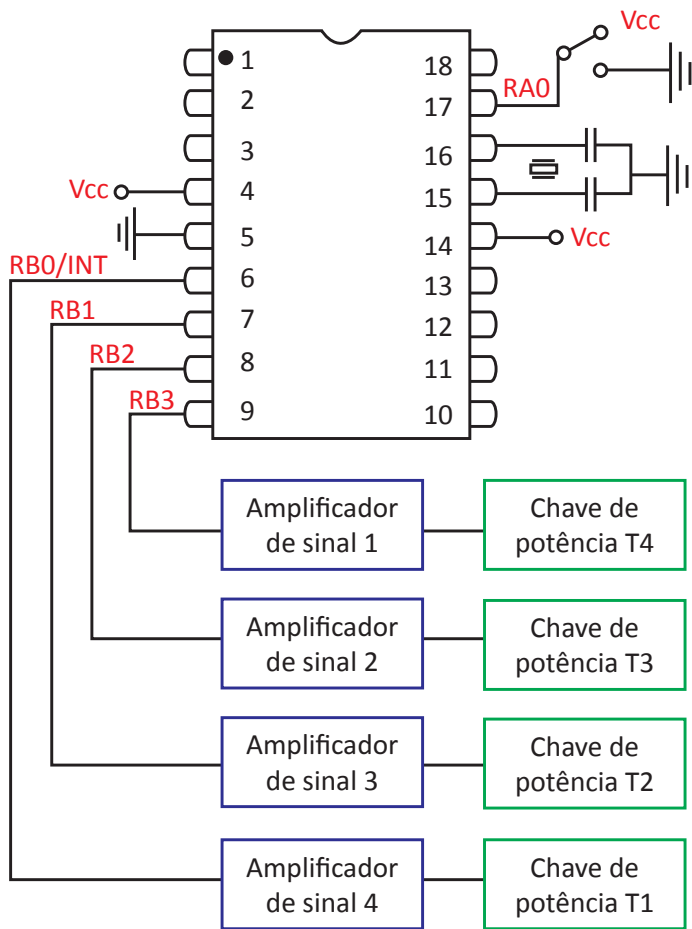 Vcc
1
18
RA0
2
17
3
16
Vcc
4
15
5
14
Vcc
RB0/INT
6
13
RB1
7
12
RB2
8
11
RB3
9
10
Amplificador
de sinal 1
Chave de
potência T4
Amplificador
de sinal 2
Chave de
potência T3
Amplificador
de sinal 3
Chave de
potência T2
Amplificador
de sinal 4
Chave de
potência T1